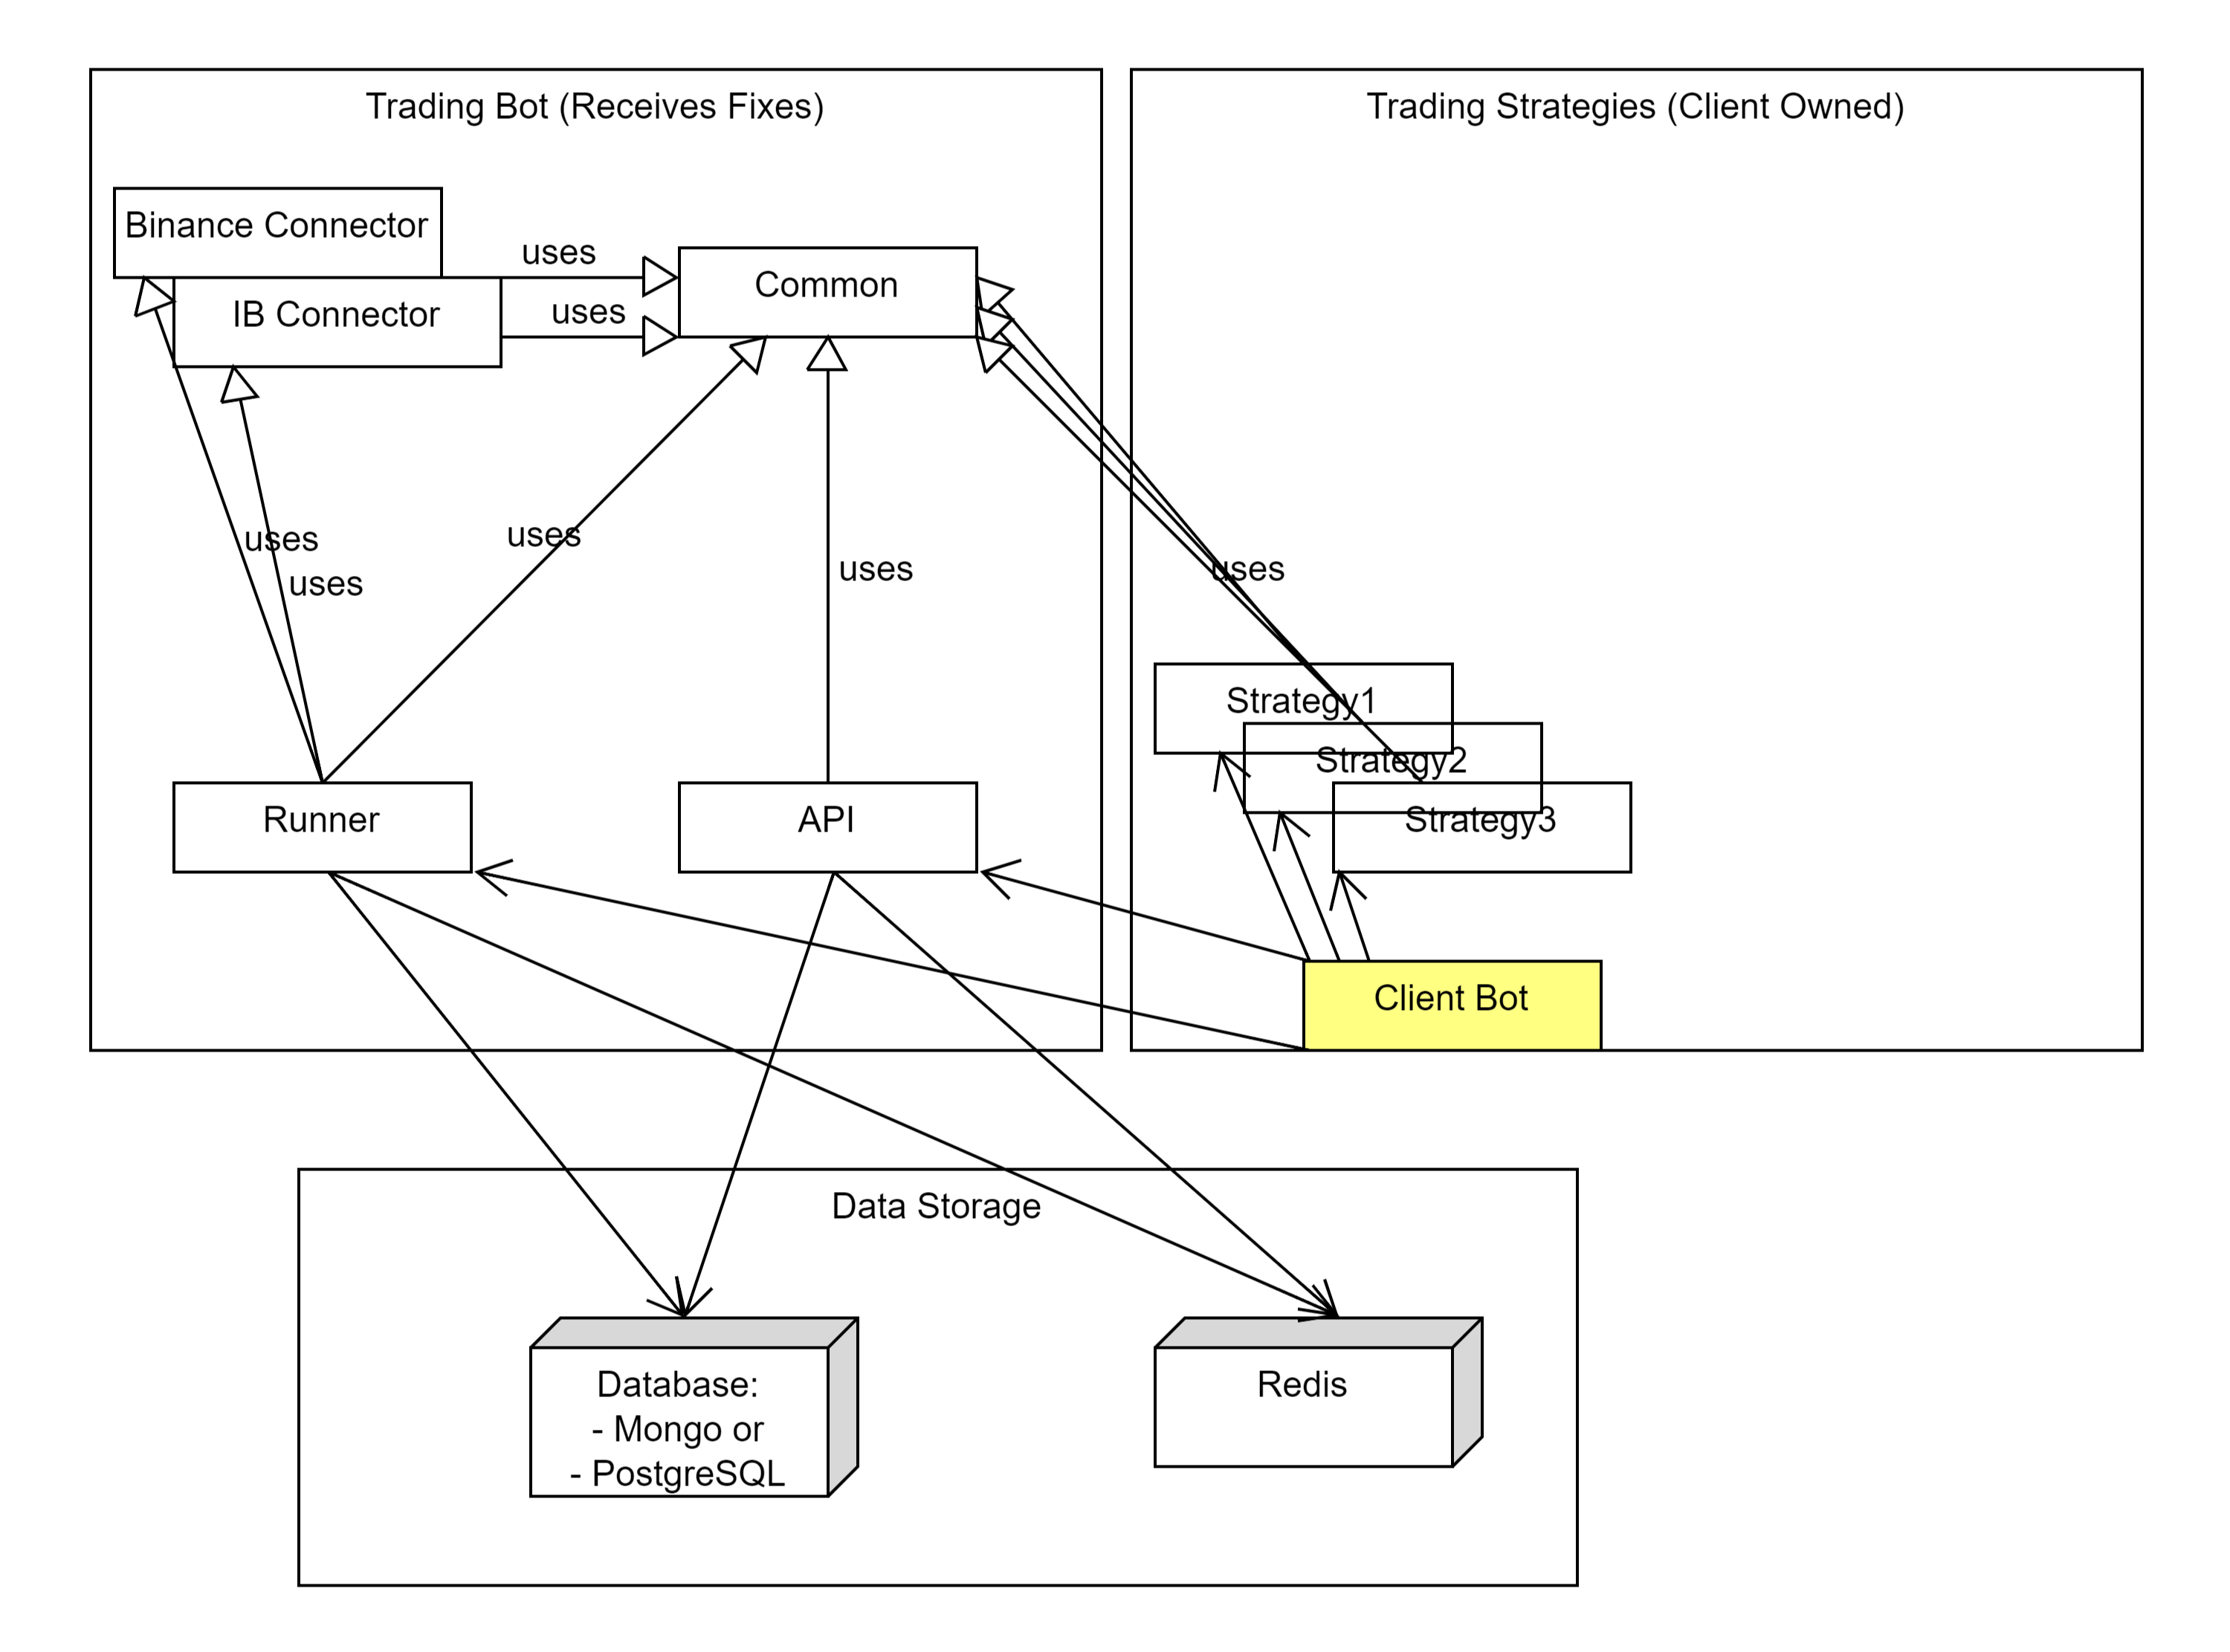 Trading Bot (Receives Fixes)
Trading Strategies (Client Owned)
Binance Connector
uses
Common
IB Connector
uses
uses
uses
uses
uses
uses
Strategy1
Strategy2
Strategy3
Runner
API
Client Bot
Data Storage
Database:
- Mongo or
- PostgreSQL
Redis